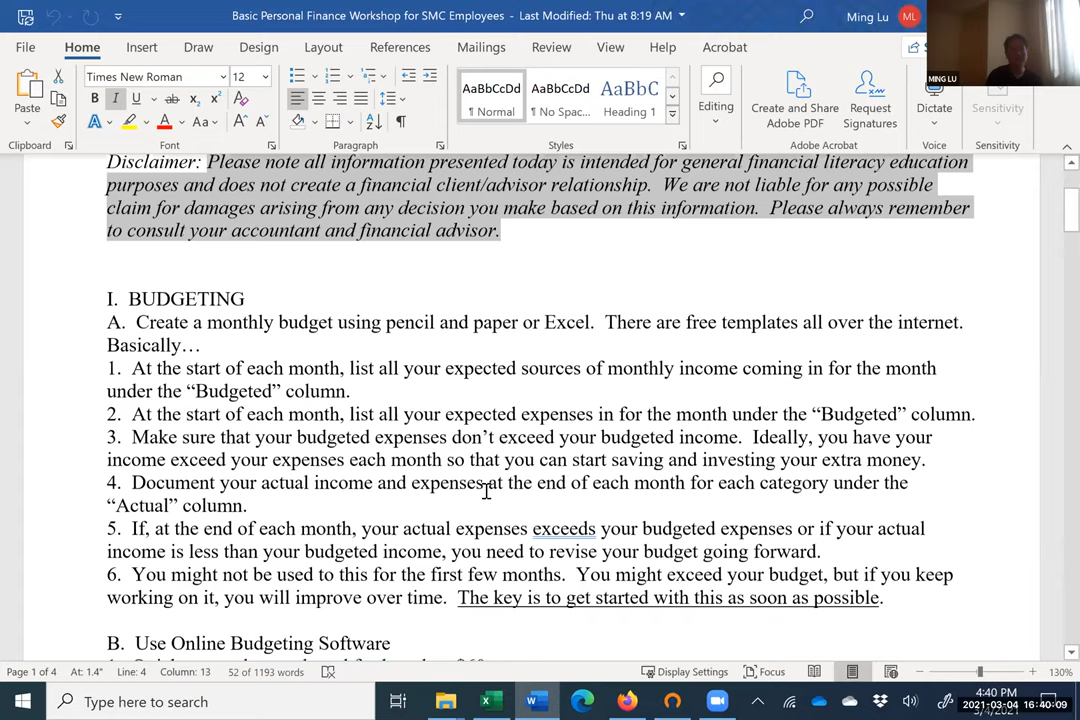 Basic Personal Finance Workshop for SMC Employees - Last Modified: Thu at 8:19 AM
Ming Lu
ML
File Home Insert Draw Design Layout References Mailings Review View Help Acrobat
MING LU
Times New Roman 12
AaBbCcDd AaBbCcDd AaBbC
¶ Normal ¶ No Spac... Heading 1
Paste
Editing
Create and Share Adobe PDF
Request Signatures
Dictate
Sensitivity
Clipboard Font Paragraph Styles Adobe Acrobat Voice Sensitivity
Disclaimer: Please note all information presented today is intended for general financial literacy education
purposes and does not create a financial client/advisor relationship. We are not liable for any possible
claim for damages arising from any decision you make based on this information. Please always remember
to consult your accountant and financial advisor.
I. BUDGETING
A. Create a monthly budget using pencil and paper or Excel. There are free templates all over the internet.
Basically…
1. At the start of each month, list all your expected sources of monthly income coming in for the month
under the “Budgeted” column.
2. At the start of each month, list all your expected expenses in for the month under the “Budgeted” column.
3. Make sure that your budgeted expenses don’t exceed your budgeted income. Ideally, you have your
income exceed your expenses each month so that you can start saving and investing your extra money.
4. Document your actual income and expenses at the end of each month for each category under the
“Actual” column.
5. If, at the end of each month, your actual expenses exceeds your budgeted expenses or if your actual
income is less than your budgeted income, you need to revise your budget going forward.
6. You might not be used to this for the first few months. You might exceed your budget, but if you keep
working on it, you will improve over time. The key is to get started with this as soon as possible.
B. Use Online Budgeting Software
Page 1 of 4 At: 1.4" Line: 4 Column: 13 52 of 1193 words Display Settings Focus 130%
Type here to search
4:40 PM
2021-03-04 16:40:09